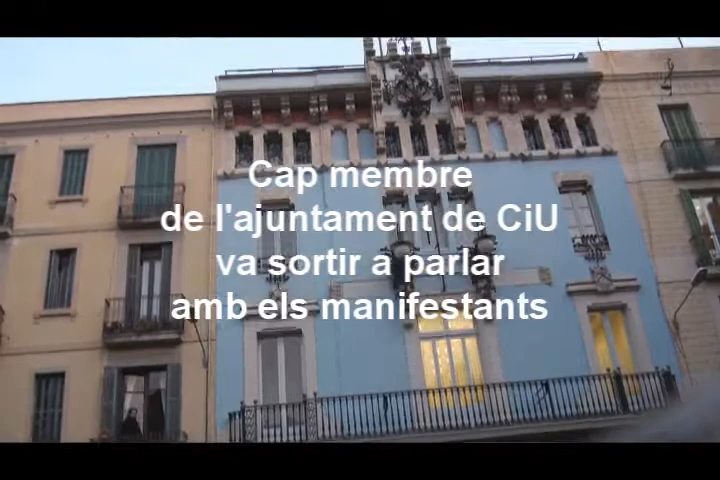 Cap membre
de l'ajuntament de CiU
va sortir a parlar
amb els manifestants